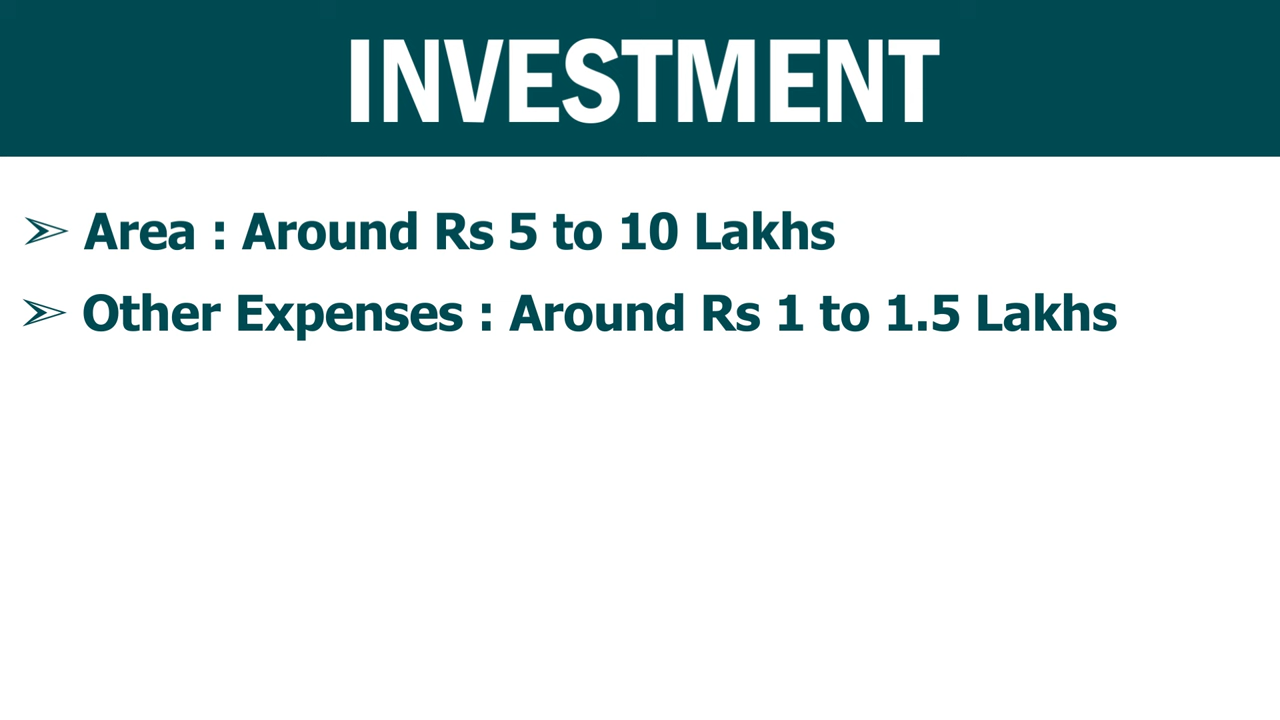 INVESTMENT
➢ Area : Around Rs 5 to 10 Lakhs
➢ Other Expenses : Around Rs 1 to 1.5 Lakhs